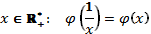 x ∈ ℝ₊*: φ(1/x) = φ(x)